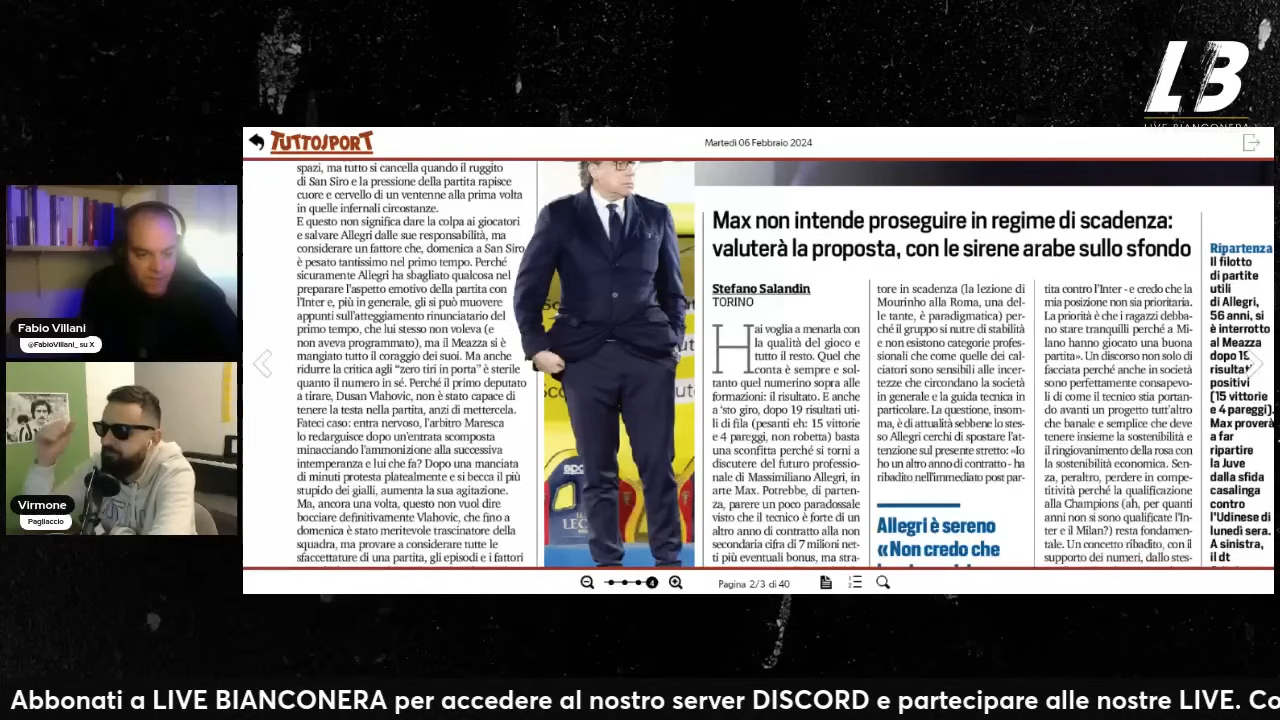 LB
LIVE BIANCONERA
TUTTOSPORT
Martedì 06 Febbraio 2024
spazi, ma tutto si cancella quando il ruggito
di San Siro e la pressione della partita rapisce
cuore e cervello di un ventenne alla prima volta
in quelle infernali circostanze.
E questo non significa dare la colpa ai giocatori
e salvare Allegri dalle sue responsabilità, ma
considerare un fattore che, domenica a San Siro,
è pesato tantissimo nel primo tempo. Perché
sicuramente Allegri ha sbagliato qualcosa nel
preparare l'aspetto emotivo della partita con
l'Inter e, più in generale, gli si può muovere
appunti sull'atteggiamento rinunciatario del
primo tempo, che lui stesso non voleva (e
non aveva programmato), ma il Meazza si è
mangiato tutto il coraggio dei suoi. Ma anche
ridurre la critica agli "zero tiri in porta" è sterile
quanto il numero in sé. Perché il primo deputato
a tirare, Dusan Vlahovic, non è stato capace di
tenere la testa nella partita, anzi di mettercela.
Fateci caso: entra nervoso, l'arbitro Maresca
lo redarguisce dopo un'entrata scomposta
minacciando l'ammonizione alla successiva
intemperanza e lui che fa? Dopo una manciata
di minuti protesta platealmente e si becca il più
stupido dei gialli, aumenta la sua agitazione.
Ma, ancora una volta, questo non vuol dire
bocciare definitivamente Vlahovic, che fino a
domenica è stato meritevole trascinatore della
squadra, ma provare a considerare tutte le
sfaccettature di una partita, gli episodi e i fattori
Max non intende proseguire in regime di scadenza:
valuterà la proposta, con le sirene arabe sullo sfondo
Stefano Salandin
TORINO
Hai voglia a menarla con
la qualità del gioco e
tutto il resto. Quel che
conta è sempre e sol-
tanto quel numerino sopra alle
formazioni: il risultato. E anche
a 'sto giro, dopo 19 risultati uti-
li di fila (pesanti eh: 15 vittorie
e 4 pareggi, non robetta) basta
una sconfitta perché si torni a
discutere del futuro professio-
nale di Massimiliano Allegri, in
arte Max. Potrebbe, di parten-
za, parere un poco paradossale
visto che il tecnico è forte di un
altro anno di contratto alla non
secondaria cifra di 7 milioni net-
ti più eventuali bonus, ma stra-
tore in scadenza (la lezione di
Mourinho alla Roma, una del-
le tante, è paradigmatica) per-
ché il gruppo si nutre di stabilità
e non esistono categorie profes-
sionali che come quelle dei cal-
ciatori sono sensibili alle incer-
tezze che circondano la società
in generale e la guida tecnica in
particolare. La questione, insom-
ma, è di attualità sebbene lo stes-
so Allegri cerchi di spostare l'at-
tenzione sul presente stretto: «Io
ho un altro anno di contratto - ha
ribadito nell'immediato post par-
Allegri è sereno
«Non credo che
tita contro l'Inter - e credo che la
mia posizione non sia prioritaria.
La priorità è che i ragazzi debba-
no stare tranquilli perché a Mi-
lano hanno giocato una buona
partita». Un discorso non solo di
facciata perché anche in società
sono perfettamente consapevo-
li di come il tecnico stia portan-
do avanti un progetto tutt'altro
che banale e semplice che deve
tenere insieme la sostenibilità e
il ringiovanimento della rosa con
la sostenibilità economica. Sen-
za, peraltro, perdere in compe-
titività perché la qualificazione
alla Champions (ah, per quanti
anni non si sono qualificate l'In-
ter e il Milan?) resta fondamen-
tale. Un concetto ribadito, con il
supporto dei numeri, dallo stes-
Ripartenza
Il filotto
di partite
utili
di Allegri,
56 anni, si
è interrotto
al Meazza
dopo 19
risultati
positivi
(15 vittorie
e 4 pareggi).
Max proverà
a far
ripartire
la Juve
dalla sfida
casalinga
contro
l'Udinese di
lunedì sera.
A sinistra,
il dt
Fabio Villani
@FabioVillani_ su X
Virmone
Pagliaccio
4
Pagina 2/3 di 40
Abbonati a LIVE BIANCONERA per accedere al nostro server DISCORD e partecipare alle nostre LIVE. Co